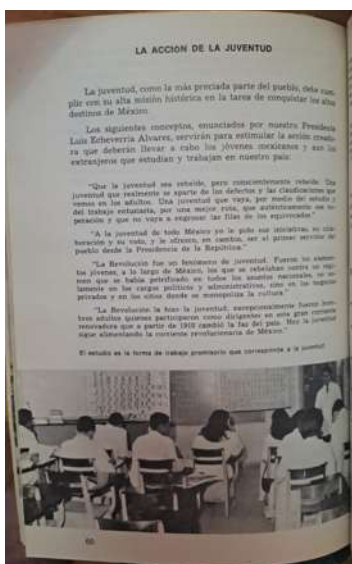 LA ACCION DE LA JUVENTUD
La juventud, como la más preciada parte del pueblo, debe cum-
plir con su alta misión histórica en la tarea de conquistar los altos
destinos de México.
Los siguientes conceptos, enunciados por nuestro Presidente
Luis Echeverría Alvarez, servirán para estimular la acción creado-
ra que deberán llevar a cabo los jóvenes mexicanos y aun los
extranjeros que estudian y trabajan en nuestro país:
"Que la juventud sea rebelde, pero conscientemente rebelde. Una
juventud que realmente se aparte de los defectos y las claudicaciones que
vemos en los adultos. Una juventud que vaya, por medio del estudio y
del trabajo entusiasta, por una mejor ruta, que auténticamente sea su-
peración y que no vaya a engrosar las filas de los equivocados."
"A la juventud de todo México yo le pido sus iniciativas, su cola-
boración y su voto, y le ofrezco, en cambio, ser el primer servidor del
pueblo desde la Presidencia de la República."
"La Revolución fue un fenómeno de juventud. Fueron
los jóvenes, a lo largo de México, los que se rebelaban contra un régi-
men que se había petrificado en todos los asuntos nacionales, no so-
lamente en los cargos políticos y administrativos, sino en los negocios
privados y en los sitios donde se monopoliza la cultura."
"La Revolución la hizo la juventud; excepcionalmente fueron hom-
bres adultos quienes participaron como dirigentes en esta gran corriente
renovadora que a partir de 1910 cambió la faz del país. Hoy la juventud
sigue alimentando la corriente revolucionaria de México."
El estudio es la forma de trabajo prioritario que corresponde a la juventud
60